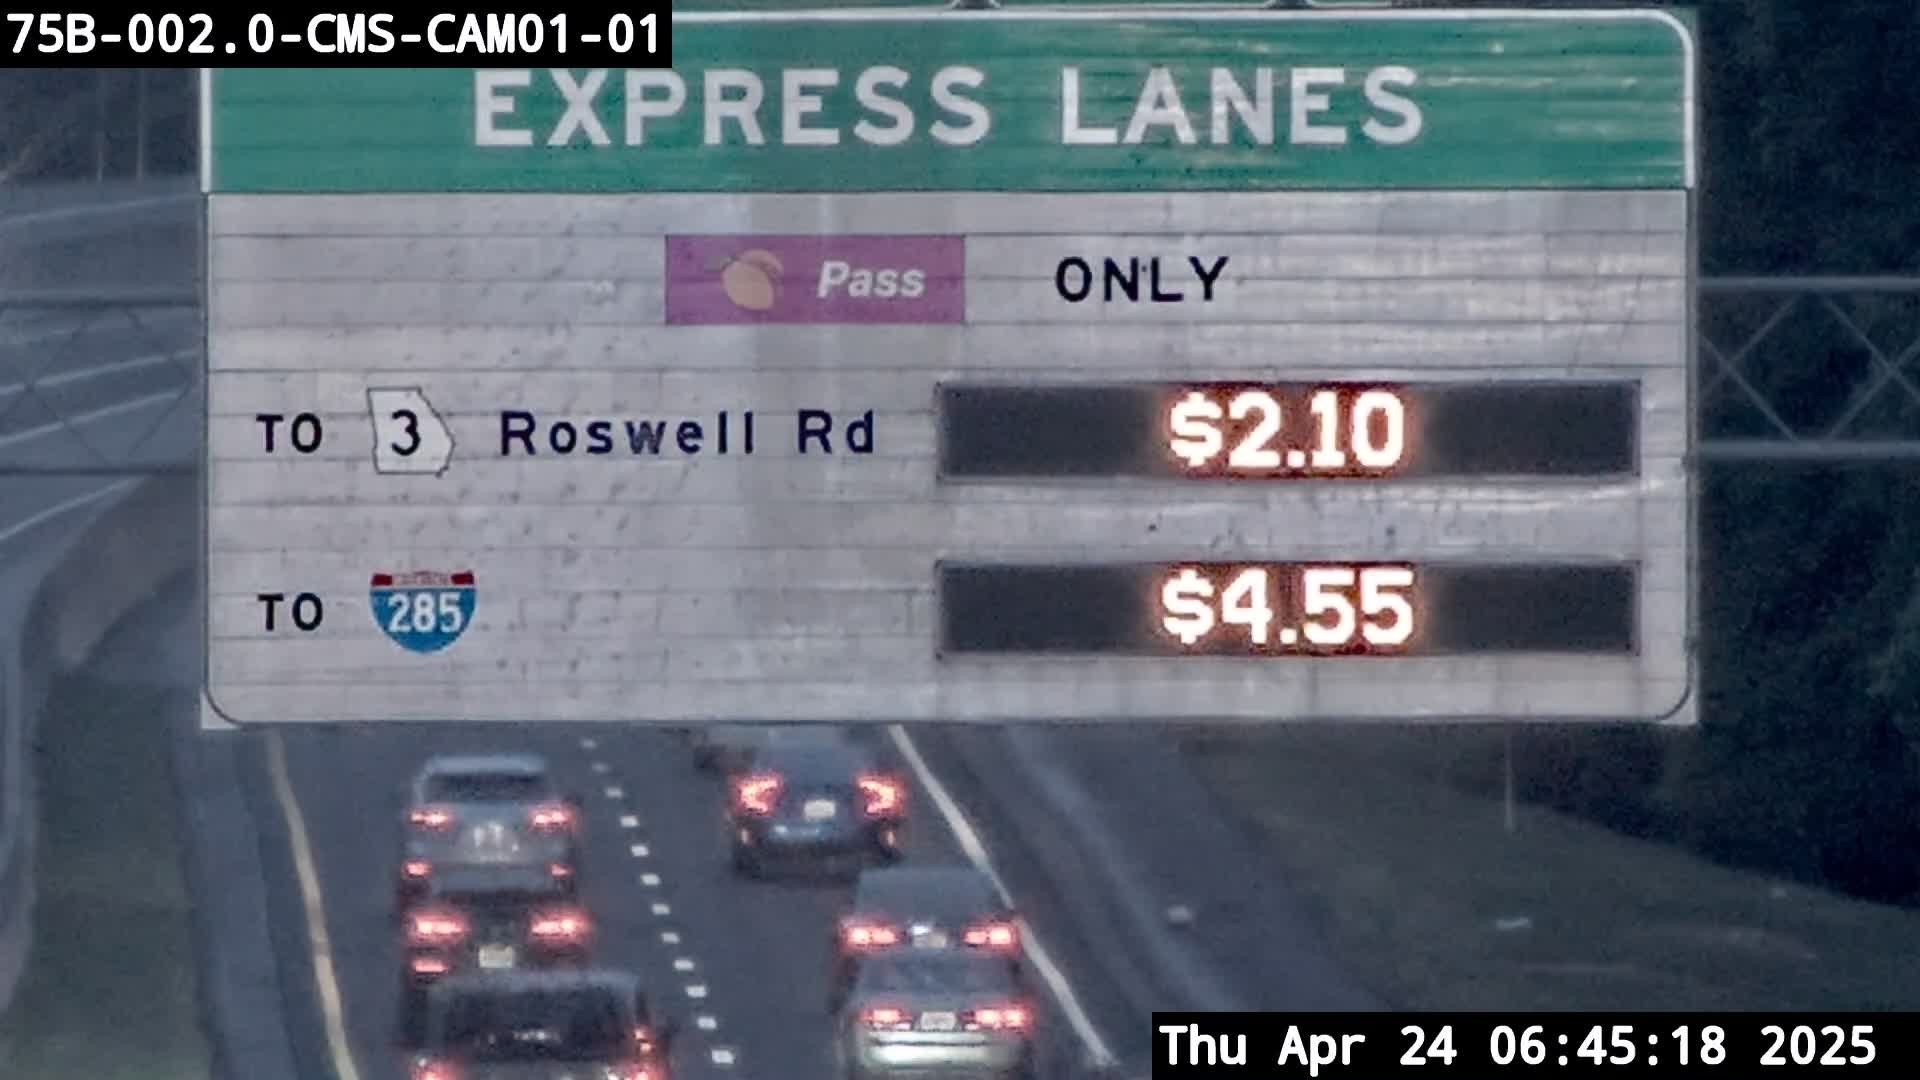 75B-002.0-CMS-CAM01-01
EXPRESS LANES
Pass ONLY
TO 3 Roswell Rd $2.10
TO 285 $4.55
Thu Apr 24 06:45:18 2025